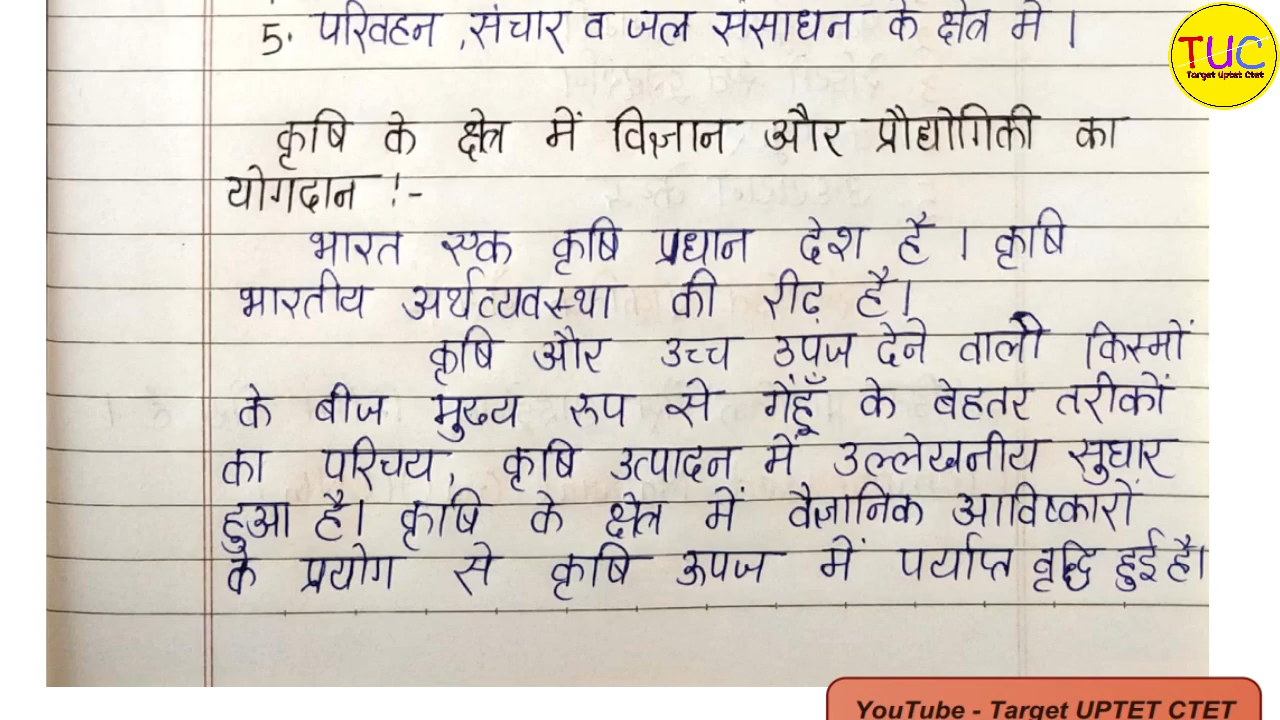 5. परिवहन ,संचार व जल संसाधन के क्षेत्र मे ।
TUC
Target Uptet Ctet
कृषि के क्षेत्र में विज्ञान और प्रौद्योगिकी का
योगदान :-
भारत एक कृषि प्रधान देश है । कृषि
भारतीय अर्थव्यवस्था की रीढ़ है।
कृषि और उच्च उपज देने वाली किस्मों
के बीज मुख्य रूप से गेंहूँ के बेहतर तरीकों
का परिचय, कृषि उत्पादन में उल्लेखनीय सुधार
हुआ है। कृषि के क्षेत्र में वैज्ञानिक आविष्कारों
के प्रयोग से कृषि ऊपज में पर्याप्त वृद्धि हुई है।
YouTube - Target UPTET CTET